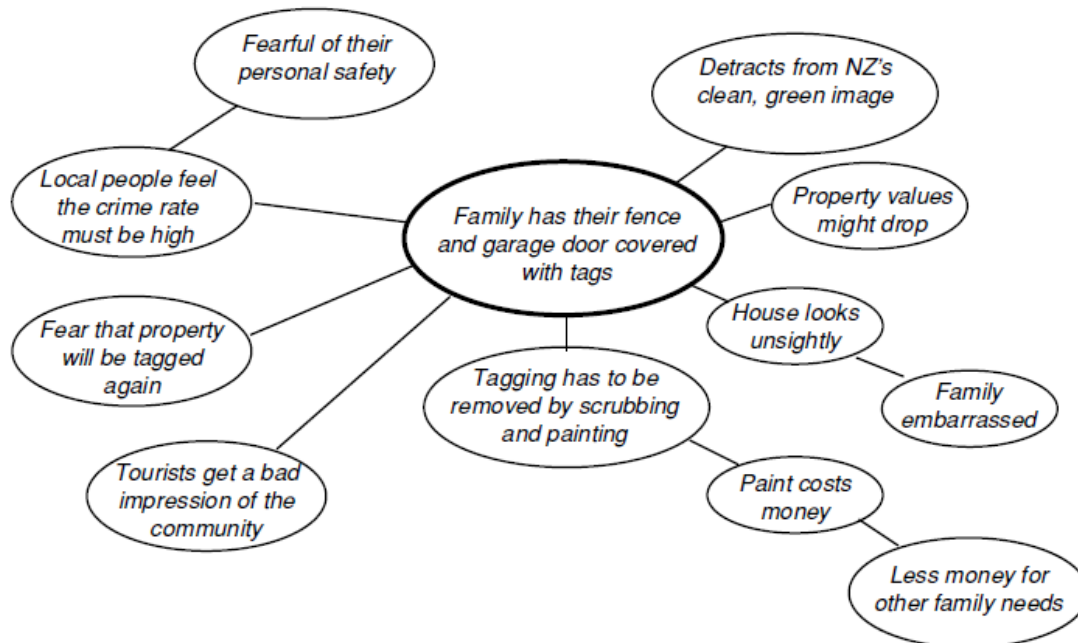 Fearful of their
personal safety
Detracts from NZ's
clean, green image
Local people feel
the crime rate
must be high
Family has their fence
and garage door covered
with tags
Property values
might drop
Fear that property
will be tagged
again
House looks
unsightly
Tagging has to be
removed by scrubbing
and painting
Family
embarrassed
Tourists get a bad
impression of the
community
Paint costs
money
Less money for
other family needs